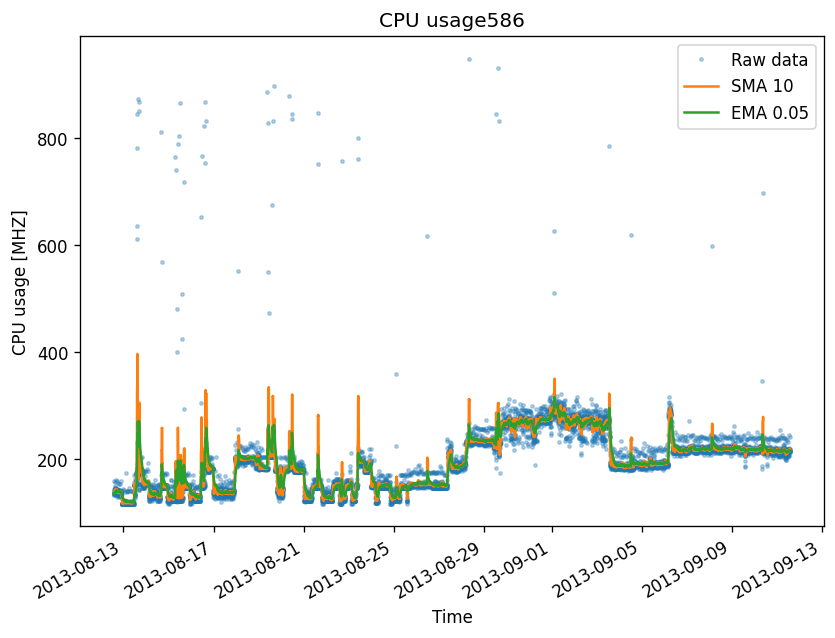 CPU usage586
Raw data
SMA 10
EMA 0.05
CPU usage [MHZ]
800
600
400
200
2013-08-13
2013-08-17
2013-08-21
2013-08-25
2013-08-29
2013-09-01
2013-09-05
2013-09-09
2013-09-13
Time